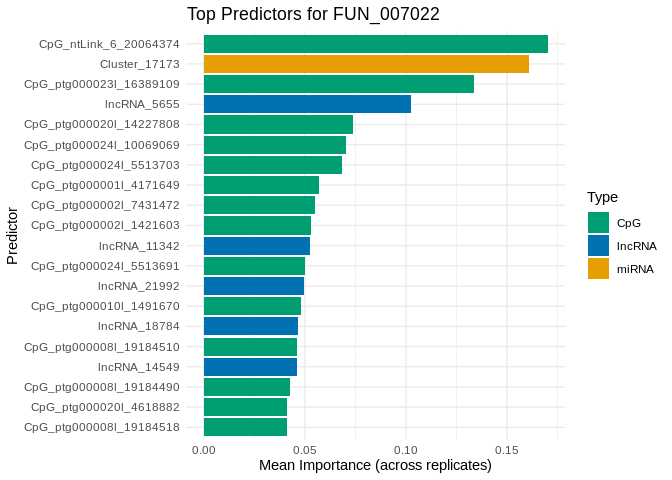 Top Predictors for FUN_007022
Predictor
CpG_ntLink_6_20064374
Cluster_17173
CpG_ptg000023l_16389109
lncRNA_5655
CpG_ptg000020l_14227808
CpG_ptg000024l_10069069
CpG_ptg000024l_5513703
CpG_ptg000001l_4171649
CpG_ptg000002l_7431472
CpG_ptg000002l_1421603
lncRNA_11342
CpG_ptg000024l_5513691
lncRNA_21992
CpG_ptg000010l_1491670
lncRNA_18784
CpG_ptg000008l_19184510
lncRNA_14549
CpG_ptg000008l_19184490
CpG_ptg000020l_4618882
CpG_ptg000008l_19184518
0.00 0.05 0.10 0.15
Mean Importance (across replicates)
Type
CpG
lncRNA
miRNA